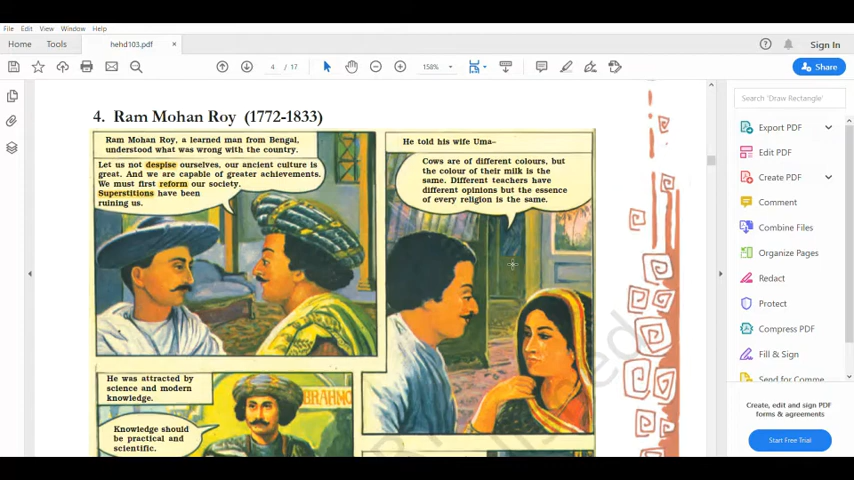 File Edit View Window Help
Home Tools hehd103.pdf × Sign In
4 / 17 158% Share
4. Ram Mohan Roy (1772-1833)
Ram Mohan Roy, a learned man from Bengal,
understood what was wrong with the country.
Let us not despise ourselves, our ancient culture is
great. And we are capable of greater achievements.
We must first reform our society.
Superstitions have been
ruining us.
He told his wife Uma–
Cows are of different colours, but
the colour of their milk is the
same. Different teachers have
different opinions but the essence
of every religion is the same.
He was attracted by
science and modern
knowledge.
Knowledge should
be practical and
scientific.
BRAHMO
Search 'Draw Rectangle'
Export PDF
Edit PDF
Create PDF
Comment
Combine Files
Organize Pages
Redact
Protect
Compress PDF
Fill & Sign
Send for Comme
Create, edit and sign PDF
forms & agreements
Start Free Trial